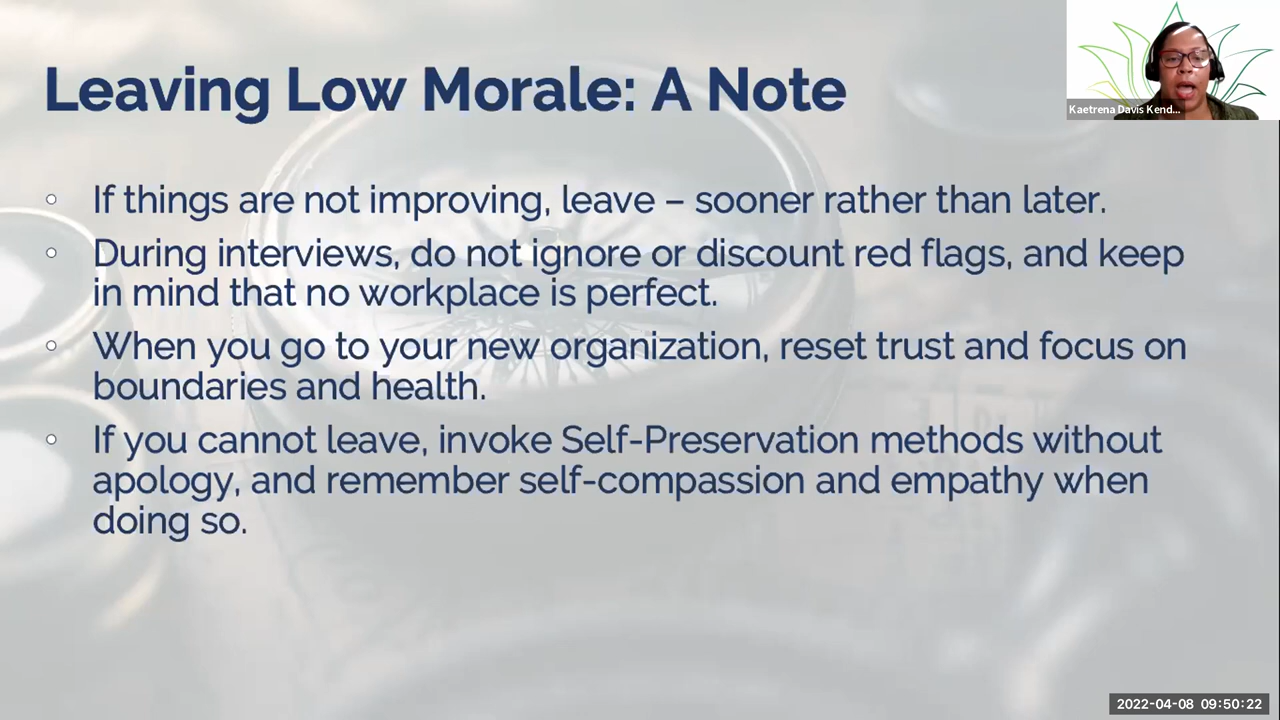 Leaving Low Morale: A Note
Kaetrena Davis Kend...
◦ If things are not improving, leave – sooner rather than later.
◦ During interviews, do not ignore or discount red flags, and keep
in mind that no workplace is perfect.
◦ When you go to your new organization, reset trust and focus on
boundaries and health.
◦ If you cannot leave, invoke Self-Preservation methods without
apology, and remember self-compassion and empathy when
doing so.
2022-04-08 09:50:22